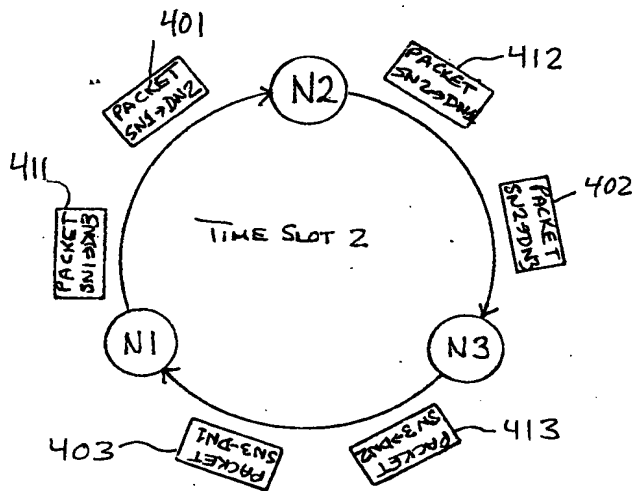 401
PACKET
SN1→DN2
N2
412
PACKET
SN2→DN1
411
PACKET
SN1→DN3
402
PACKET
SN2→DN3
TIME SLOT 2
N1
N3
403
PACKET
SN3→DN1
413
PACKET
SN3→DN2